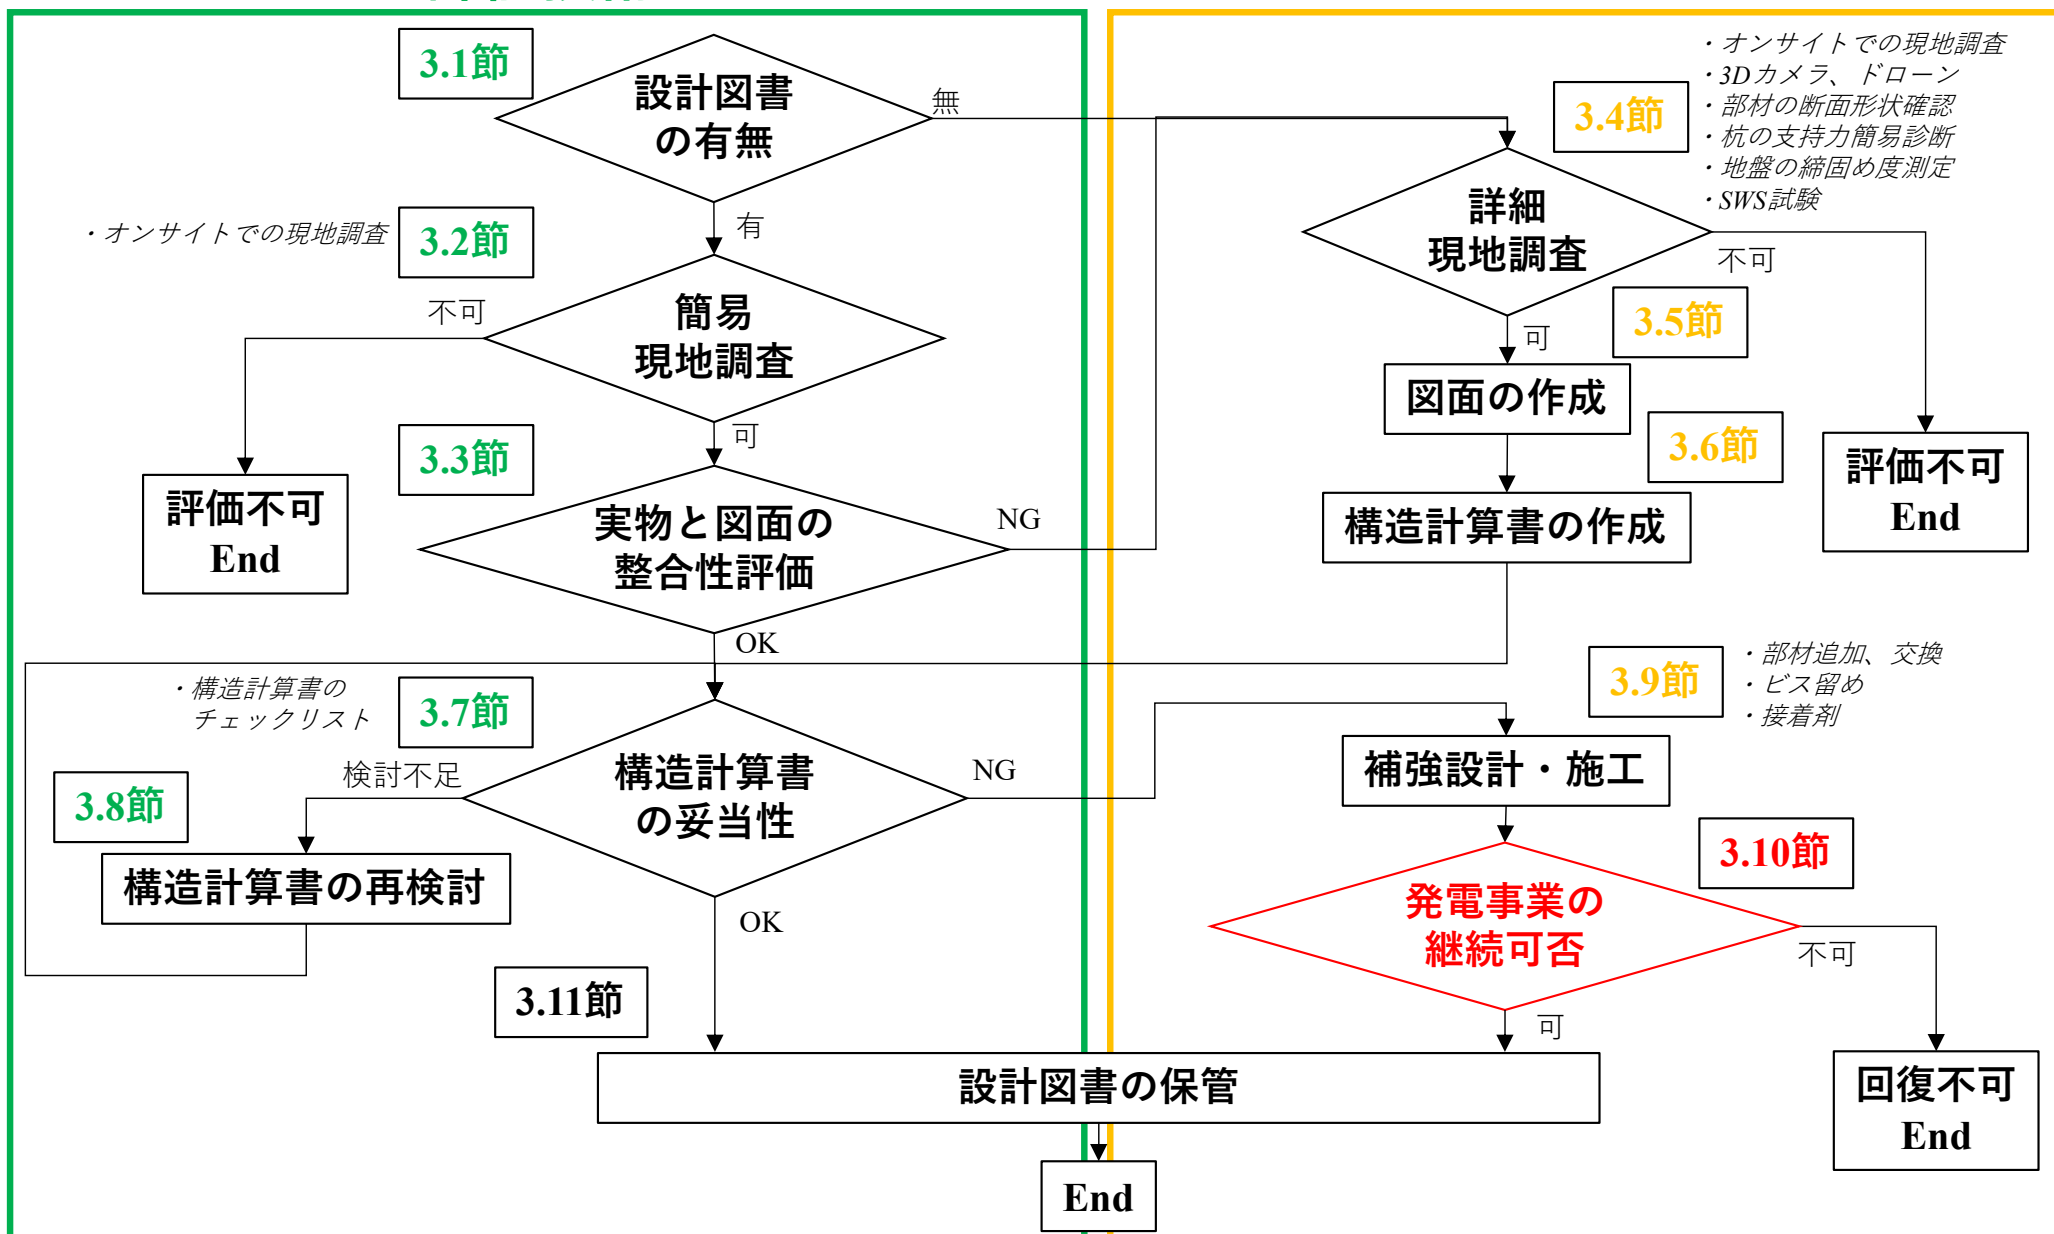 3.1節
設計図書
の有無
無
有
・オンサイトでの現地調査
3.2節
簡易
現地調査
不可
可
評価不可
End
3.3節
実物と図面の
整合性評価
NG
OK
・構造計算書の
チェックリスト
3.7節
構造計算書
の妥当性
検討不足
NG
OK
3.8節
構造計算書の再検討
3.11節
設計図書の保管
End
・オンサイトでの現地調査
・3Dカメラ、ドローン
・部材の断面形状確認
・杭の支持力簡易診断
・地盤の締固め度測定
・SWS試験
3.4節
詳細
現地調査
不可
可
3.5節
図面の作成
3.6節
構造計算書の作成
評価不可
End
3.9節
・部材追加、交換
・ビス留め
・接着剤
補強設計・施工
3.10節
発電事業の
継続可否
不可
可
回復不可
End